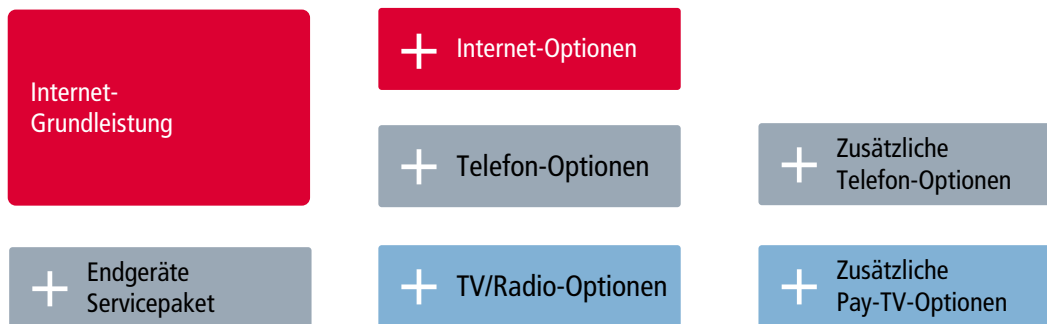 Internet-
Grundleistung
Internet-Optionen
Telefon-Optionen
Zusätzliche
Telefon-Optionen
Endgeräte
Servicepaket
TV/Radio-Optionen
Zusätzliche
Pay-TV-Optionen